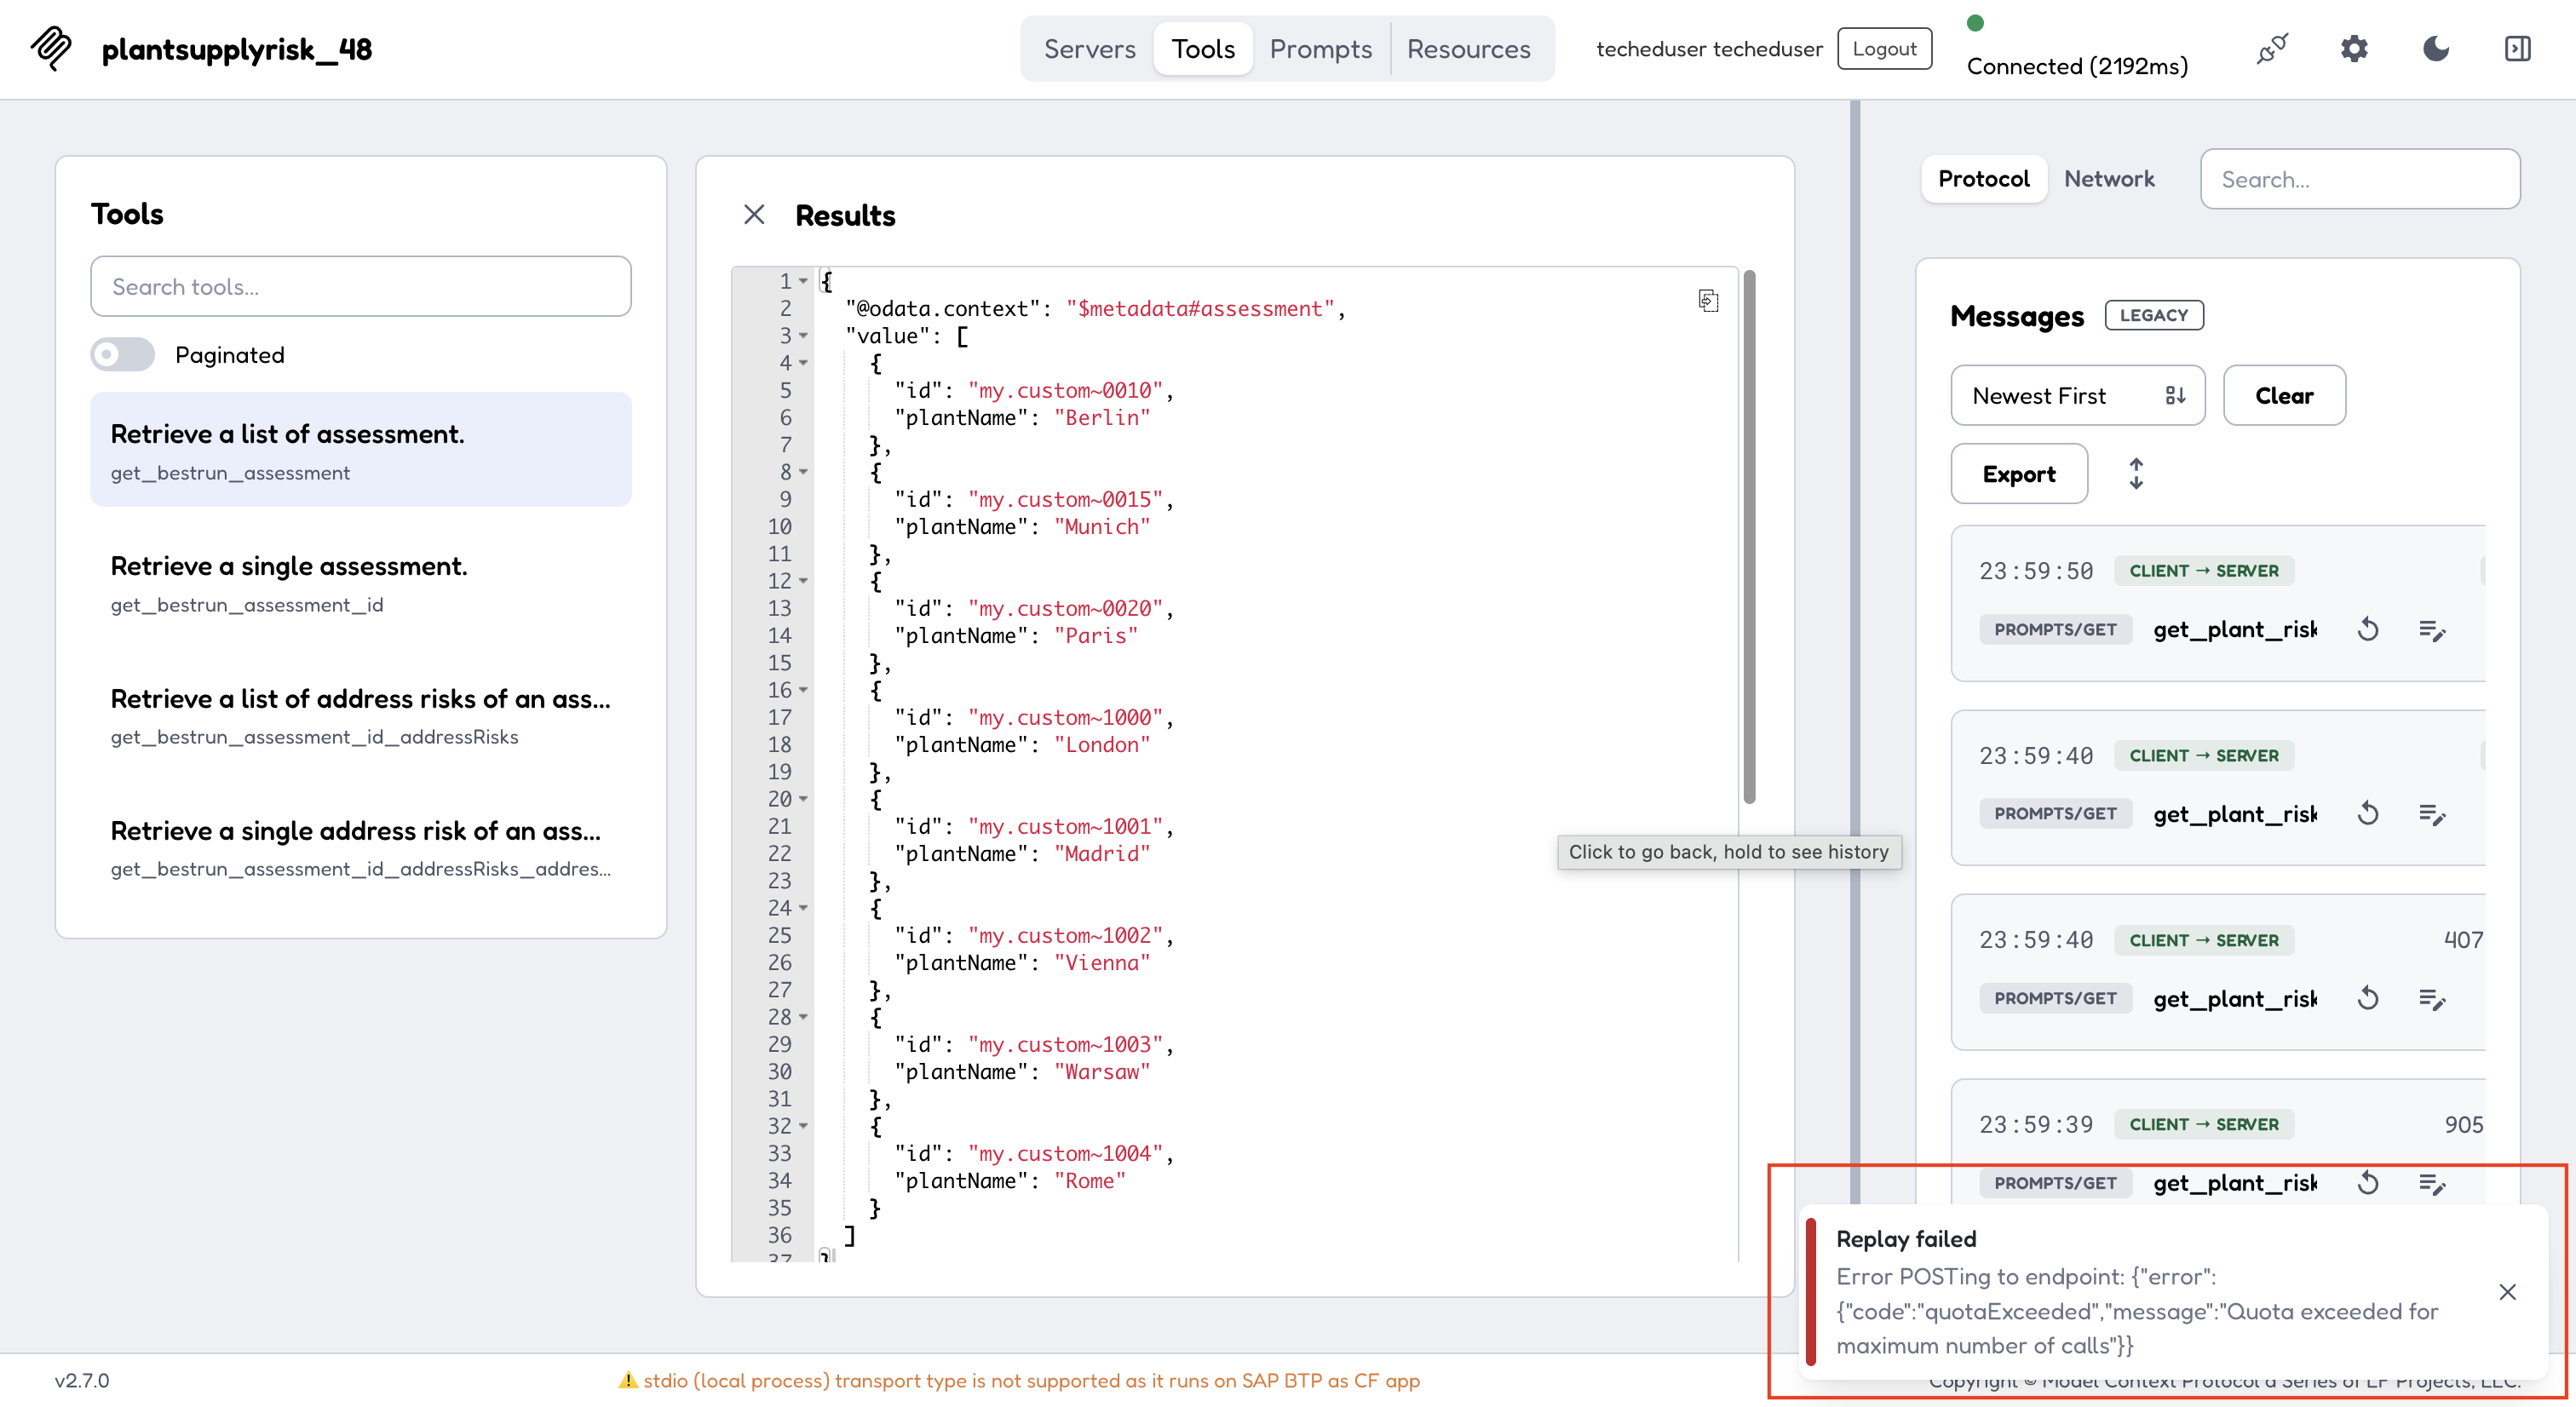 plantsupplyrisk_48
Servers
Tools
Prompts
Resources
techeduser techeduser
Logout
Connected (2192ms)
Tools
Search tools...
Paginated
Retrieve a list of assessment.
get_bestrun_assessment
Retrieve a single assessment.
get_bestrun_assessment_id
Retrieve a list of address risks of an ass...
get_bestrun_assessment_id_addressRisks
Retrieve a single address risk of an ass...
get_bestrun_assessment_id_addressRisks_addres...
Results
1 {
2 "@odata.context": "$metadata#assessment",
3 "value": [
4 {
5 "id": "my.custom~0010",
6 "plantName": "Berlin"
7 },
8 {
9 "id": "my.custom~0015",
10 "plantName": "Munich"
11 },
12 {
13 "id": "my.custom~0020",
14 "plantName": "Paris"
15 },
16 {
17 "id": "my.custom~1000",
18 "plantName": "London"
19 },
20 {
21 "id": "my.custom~1001",
22 "plantName": "Madrid"
23 },
24 {
25 "id": "my.custom~1002",
26 "plantName": "Vienna"
27 },
28 {
29 "id": "my.custom~1003",
30 "plantName": "Warsaw"
31 },
32 {
33 "id": "my.custom~1004",
34 "plantName": "Rome"
35 }
36 ]
37 }
Click to go back, hold to see history
Protocol
Network
Search...
Messages
LEGACY
Newest First
Clear
Export
23:59:50 CLIENT → SERVER
PROMPTS/GET get_plant_risk
23:59:40 CLIENT → SERVER
PROMPTS/GET get_plant_risk
23:59:40 CLIENT → SERVER 407
PROMPTS/GET get_plant_risk
23:59:39 CLIENT → SERVER 905
PROMPTS/GET get_plant_risk
Replay failed
Error POSTing to endpoint: {"error":
{"code":"quotaExceeded","message":"Quota exceeded for
maximum number of calls"}}
v2.7.0
⚠ stdio (local process) transport type is not supported as it runs on SAP BTP as CF app
Copyright © Model Context Protocol a Series of LF Projects, LLC.